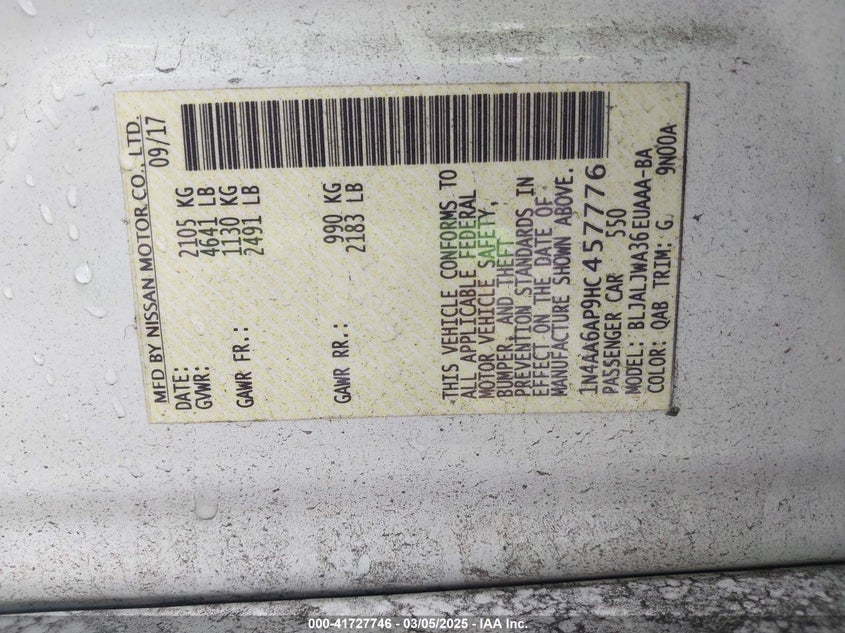 MFD BY NISSAN MOTOR CO., LTD.
DATE: 09/17
GVWR: 2105 KG
4641 LB
GAWR FR.: 1130 KG
2491 LB
GAWR RR.: 990 KG
2183 LB
THIS VEHICLE CONFORMS TO
ALL APPLICABLE FEDERAL
MOTOR VEHICLE SAFETY,
BUMPER, AND THEFT
PREVENTION STANDARDS IN
EFFECT ON THE DATE OF
MANUFACTURE SHOWN ABOVE.
1N4AA6AP9HC457776
PASSENGER CAR 550
MODEL: BLJALJWA36EUAAA-BA
COLOR: QAB TRIM: G 9N00A
000-41727746 - 03/05/2025 - IAA Inc.